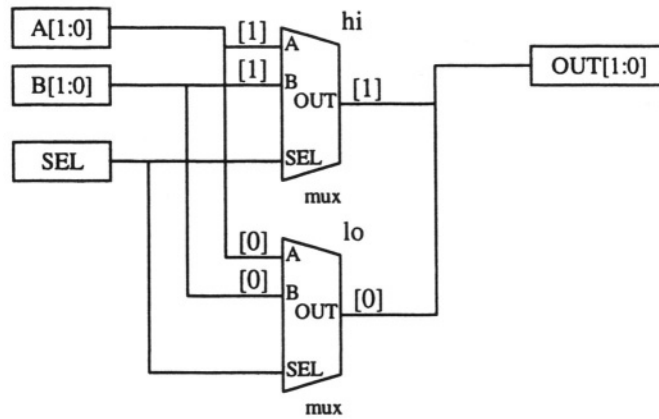 A[1:0]
B[1:0]
SEL
[1]
[1]
A
B
OUT
SEL
hi
mux
[1]
OUT[1:0]
[0]
[0]
A
B
OUT
SEL
lo
mux
[0]